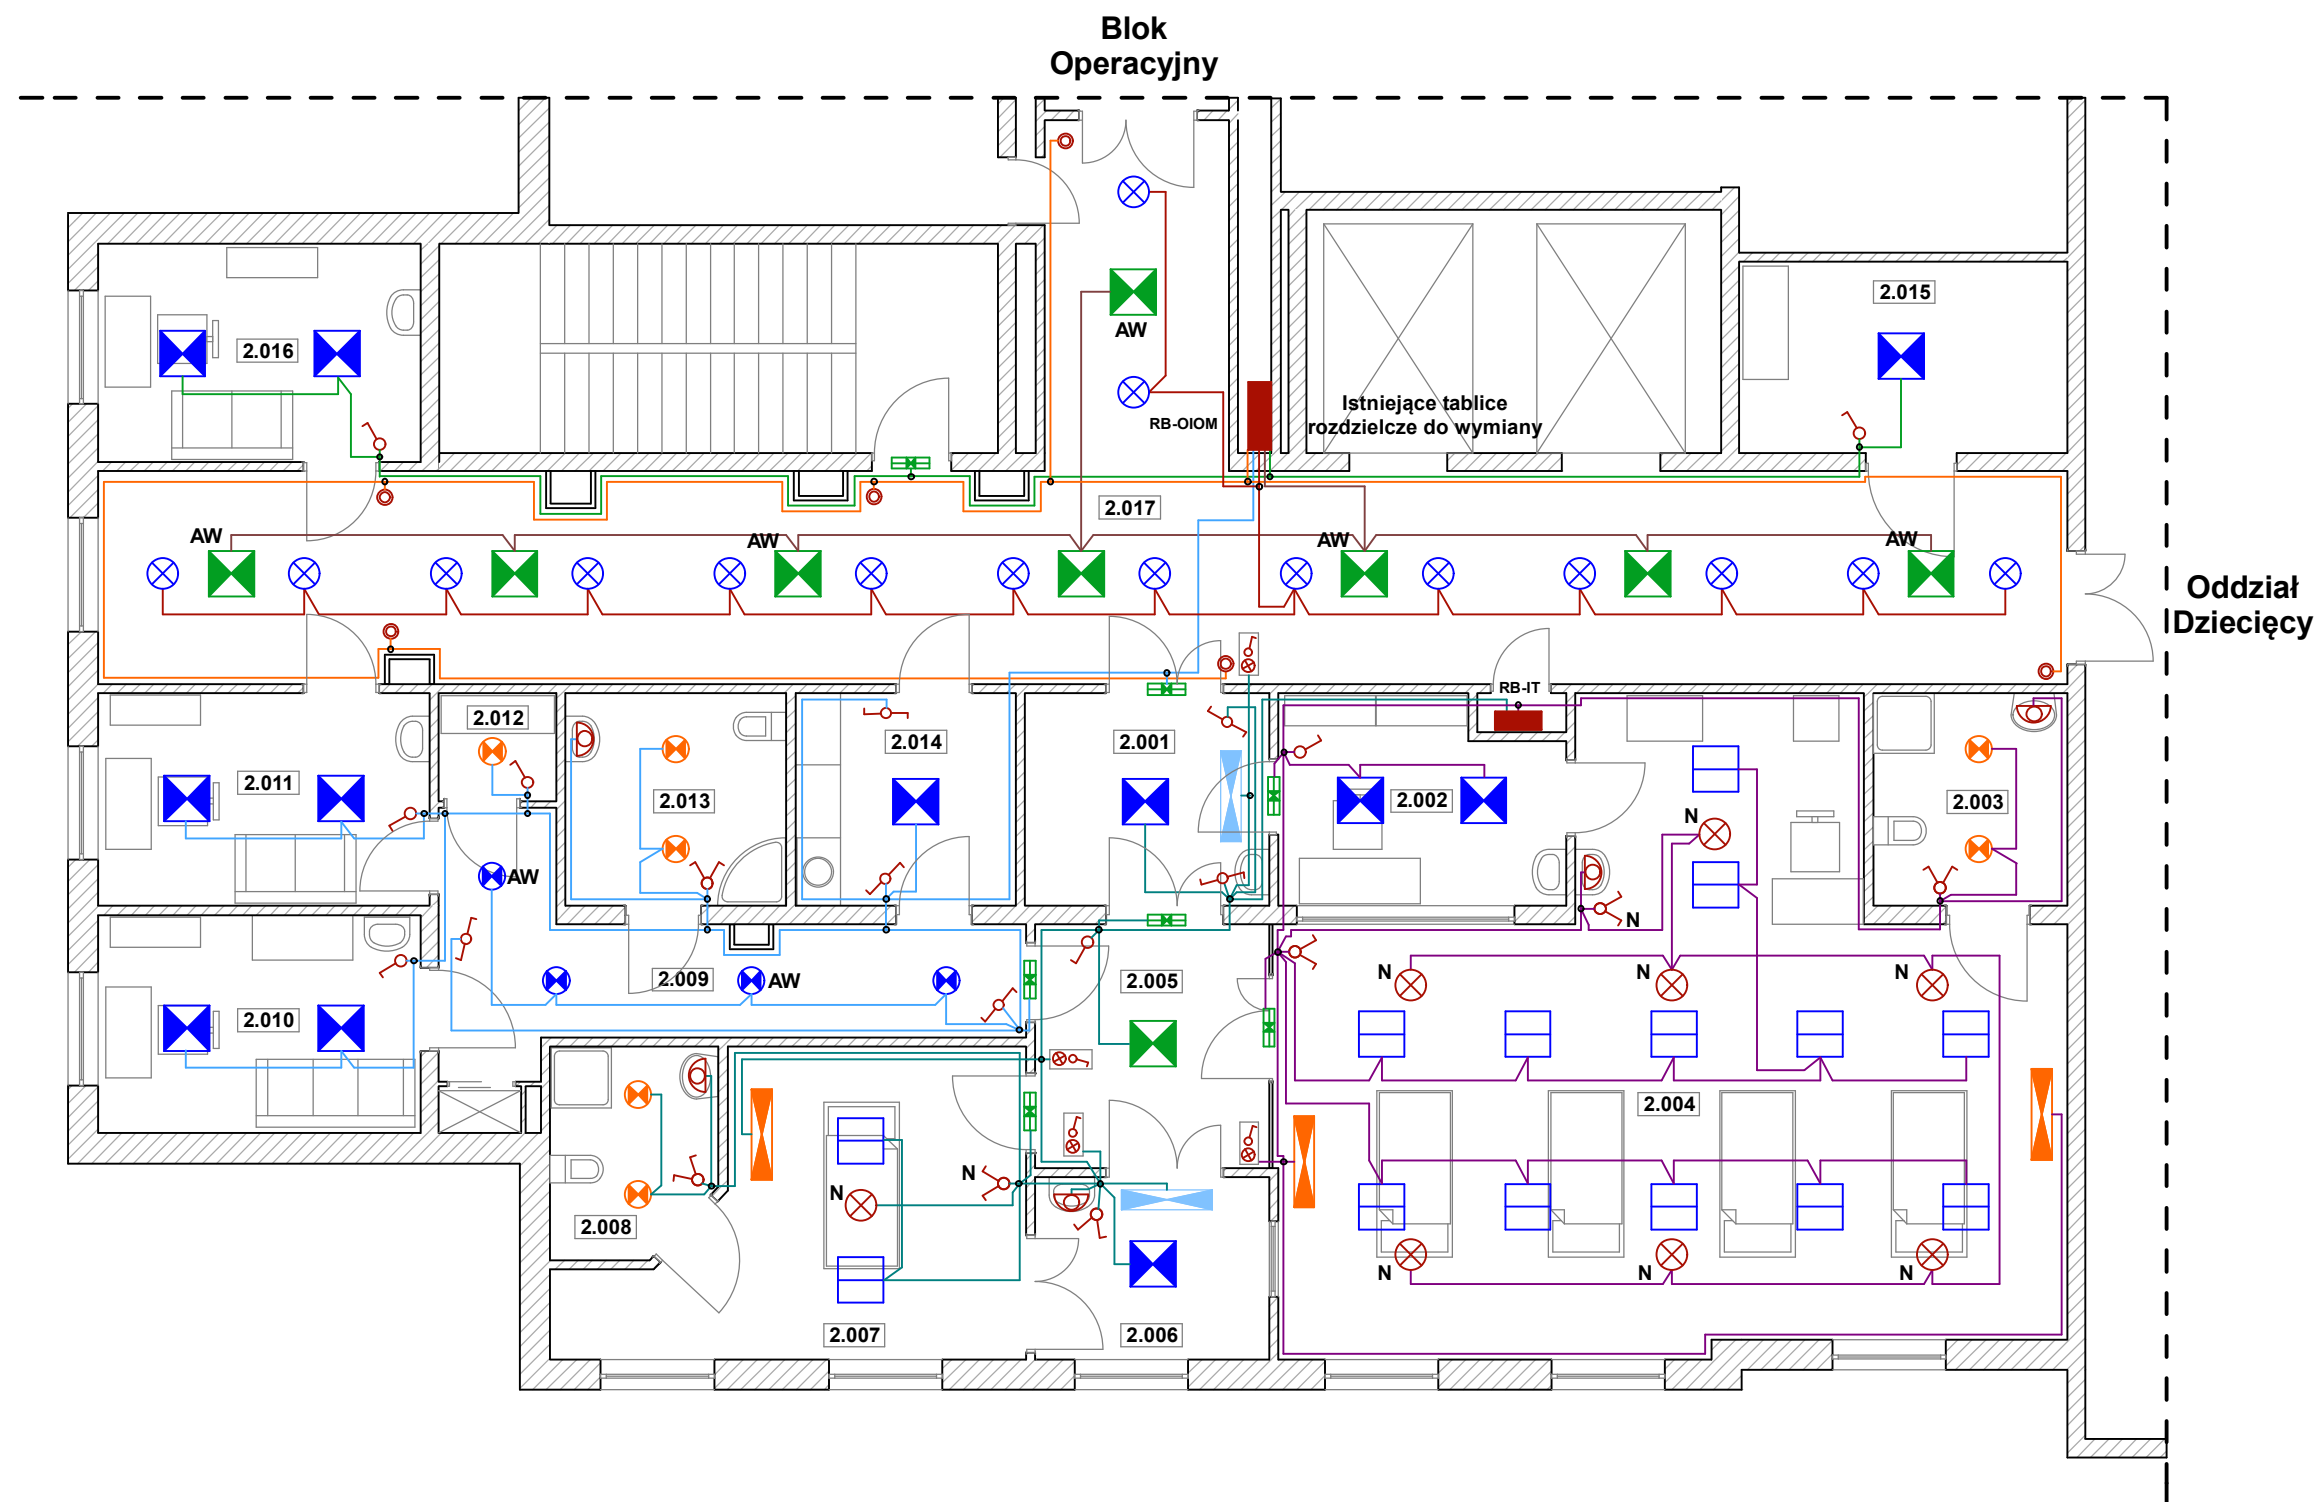 Blok
Operacyjny
2.015
AW
2.016
Istniejące tablice
rozdzielcze do wymiany
RB-OIOM
2.017
AW
AW
AW
AW
Oddział
Dziecięcy
RB-IT
2.012
2.014
2.001
2.011
2.013
2.002
2.003
N
AW
N
2.009
AW
2.005
N
N
N
2.010
2.004
N
N
2.008
N
N
N
2.007
2.006